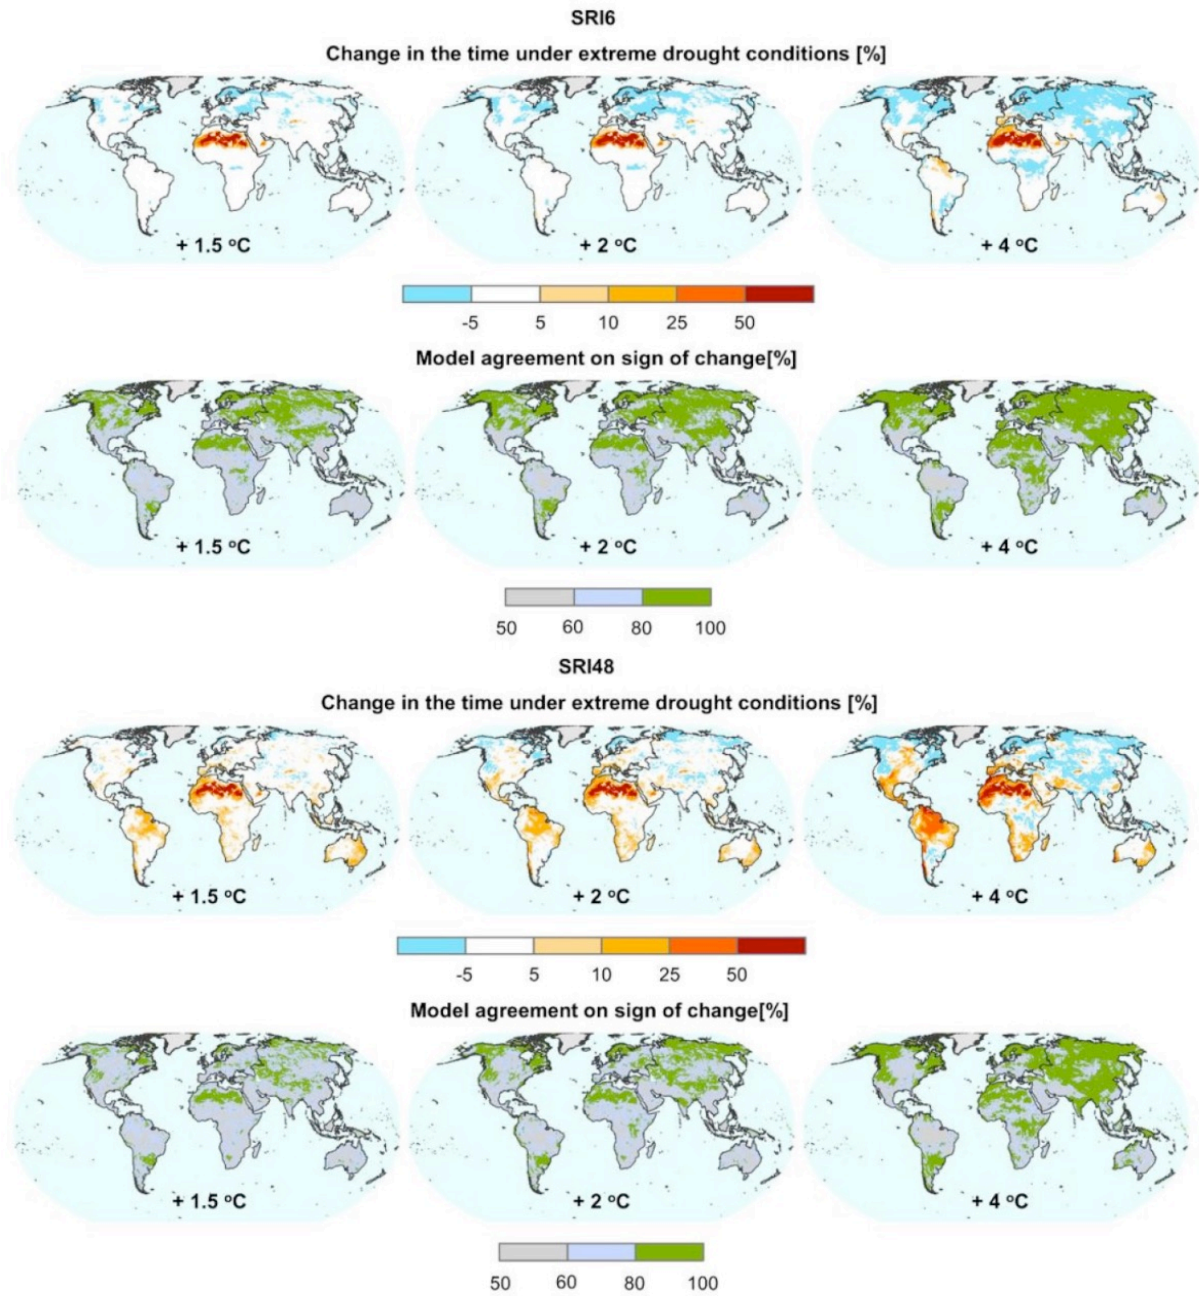 SRI6
Change in the time under extreme drought conditions [%]
+ 1.5 °C
+ 2 °C
+ 4 °C
-5 5 10 25 50
Model agreement on sign of change[%]
+ 1.5 °C
+ 2 °C
+ 4 °C
50 60 80 100
SRI48
Change in the time under extreme drought conditions [%]
+ 1.5 °C
+ 2 °C
+ 4 °C
-5 5 10 25 50
Model agreement on sign of change[%]
+ 1.5 °C
+ 2 °C
+ 4 °C
50 60 80 100